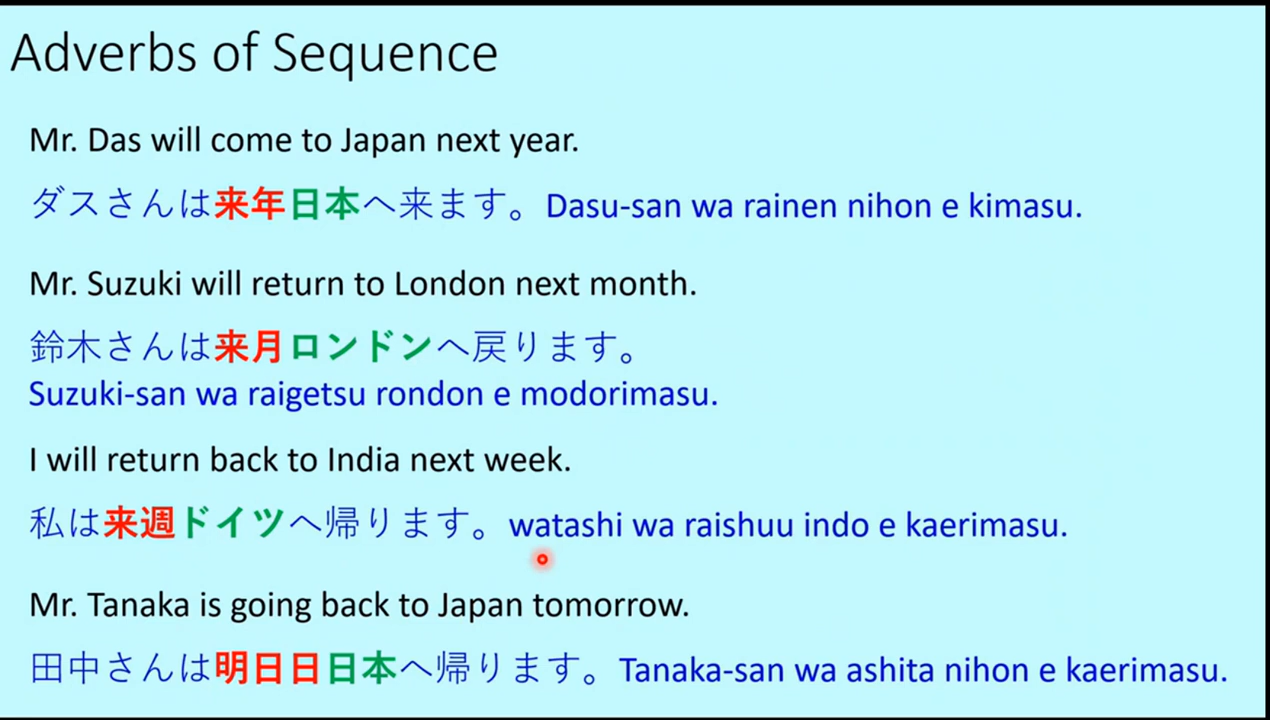 Adverbs of Sequence
Mr. Das will come to Japan next year.
ダスさんは来年日本へ来ます。Dasu-san wa rainen nihon e kimasu.
Mr. Suzuki will return to London next month.
鈴木さんは来月ロンドンへ戻ります。
Suzuki-san wa raigetsu rondon e modorimasu.
I will return back to India next week.
私は来週ドイツへ帰ります。watashi wa raishuu indo e kaerimasu.
Mr. Tanaka is going back to Japan tomorrow.
田中さんは明日日日本へ帰ります。Tanaka-san wa ashita nihon e kaerimasu.